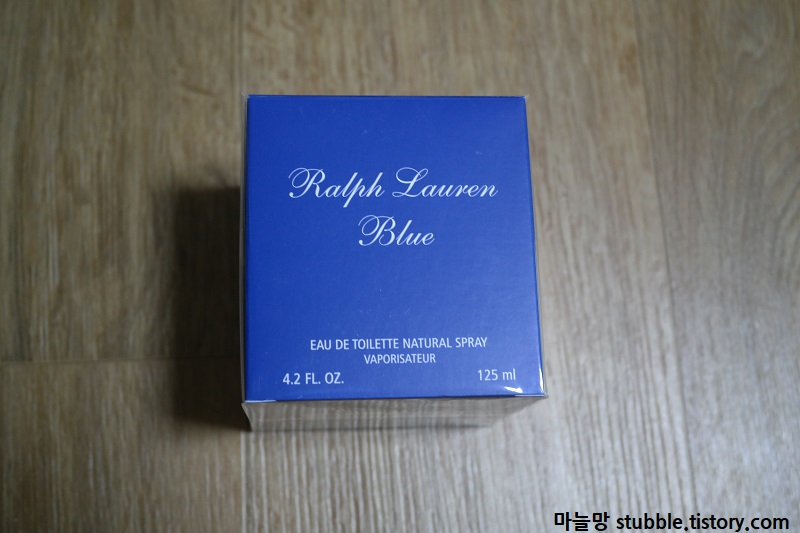 Ralph Lauren
Blue
EAU DE TOILETTE NATURAL SPRAY
VAPORISATEUR
4.2 FL. OZ. 125 ml
마늘망 stubble.tistory.com